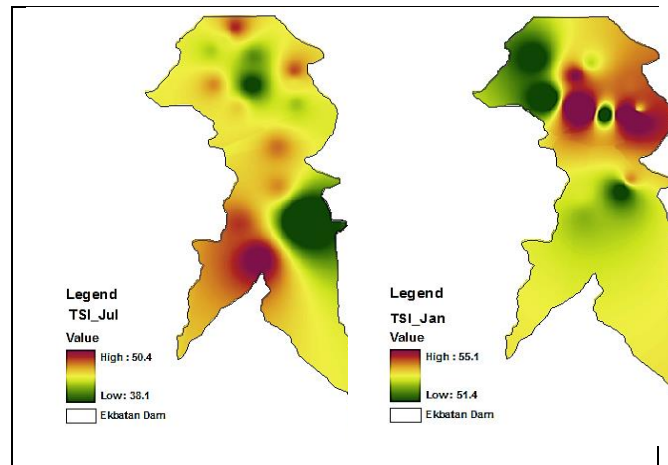 Legend
TSI_Jul
Value
High : 50.4
Low: 38.1
Ekbatan Dam
Legend
TSI_Jan
Value
High : 55.1
Low: 51.4
Ekbatan Dam